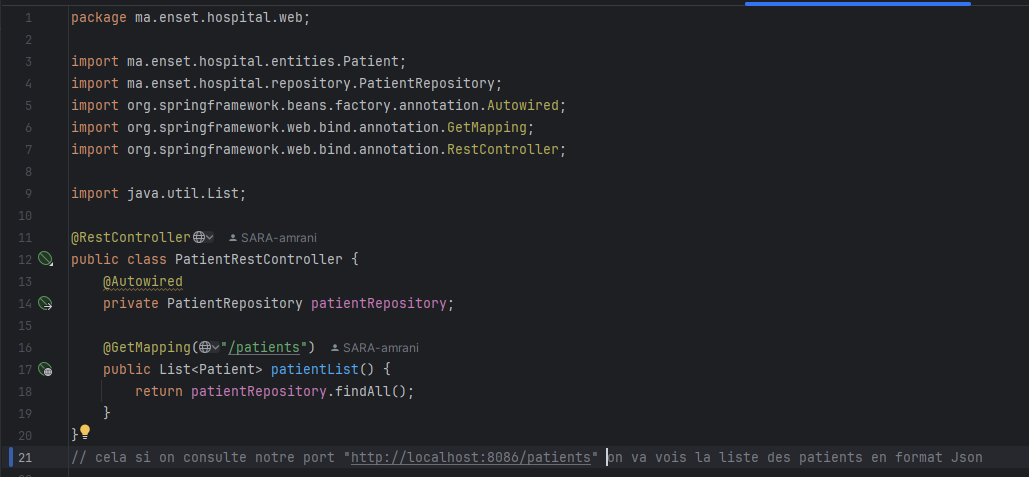 1 package ma.enset.hospital.web;
2
3 import ma.enset.hospital.entities.Patient;
4 import ma.enset.hospital.repository.PatientRepository;
5 import org.springframework.beans.factory.annotation.Autowired;
6 import org.springframework.web.bind.annotation.GetMapping;
7 import org.springframework.web.bind.annotation.RestController;
8
9 import java.util.List;
10
11 @RestController SARA-amrani
12 public class PatientRestController {
13 @Autowired
14 private PatientRepository patientRepository;
15
16 @GetMapping("/patients") SARA-amrani
17 public List<Patient> patientList() {
18 return patientRepository.findAll();
19 }
20 }
21 // cela si on consulte notre port "http://localhost:8086/patients" on va vois la liste des patients en format Json